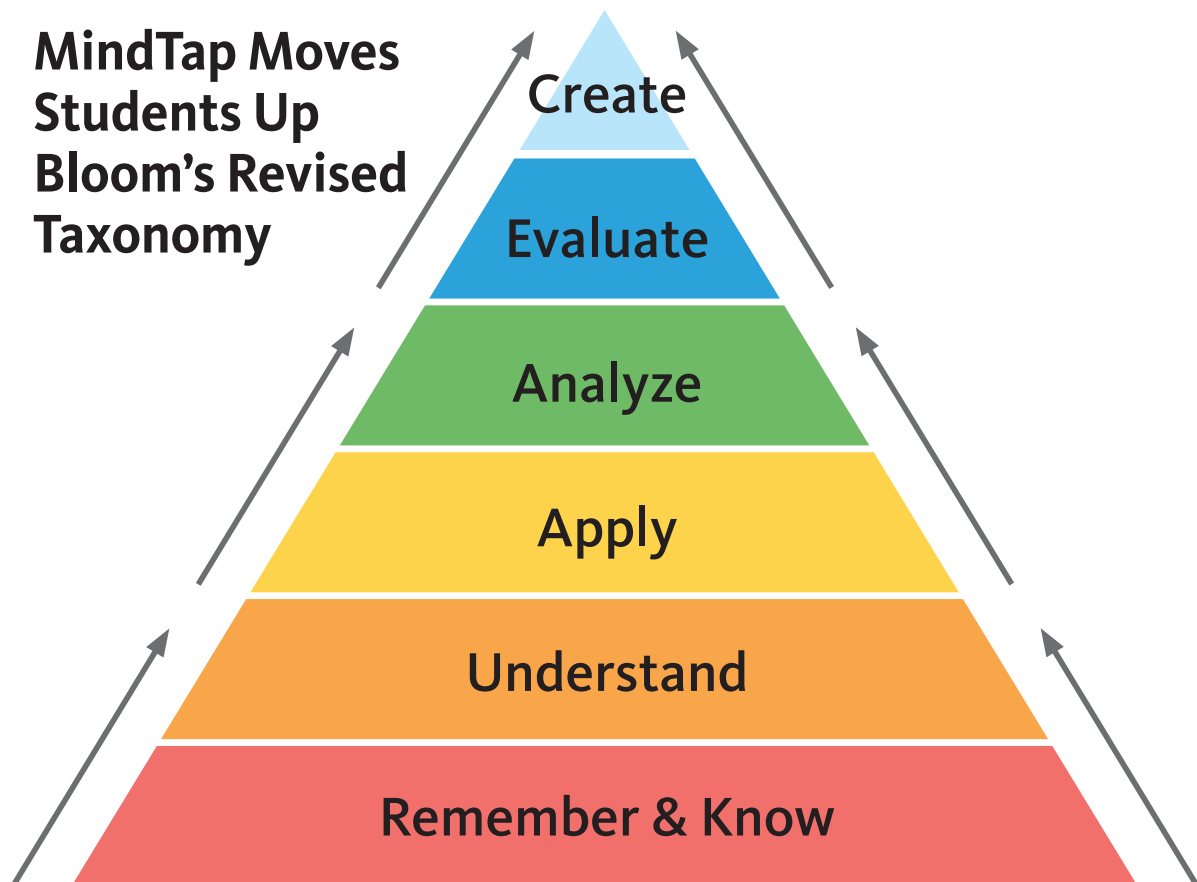 MindTap Moves
Students Up
Bloom’s Revised
Taxonomy
Create
Evaluate
Analyze
Apply
Understand
Remember & Know